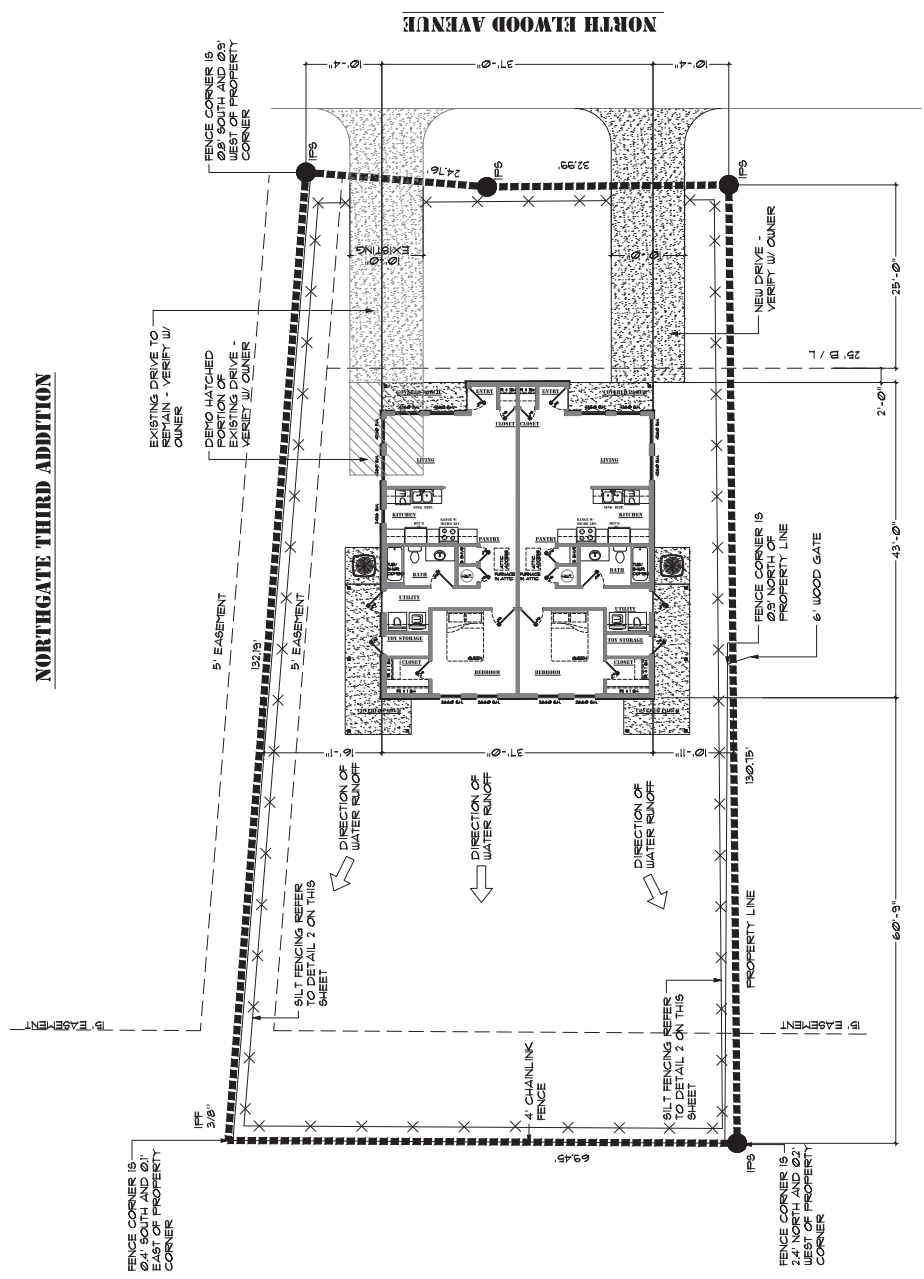 NORTHGATE THIRD ADDITION
NORTH ELWOOD AVENUE
FENCE CORNER IS
0.8' SOUTH AND 0.9'
WEST OF PROPERTY
CORNER
IPS
24.76'
IPS
32.99'
IPS
10'-4"
37'-0"
10'-4"
EXISTING DRIVE TO
REMAIN - VERIFY W/
OWNER
DEMO HATCHED
PORTION OF
EXISTING DRIVE -
VERIFY W/ OWNER
10'-0"
EXISTING
10'-0"
NEW DRIVE -
VERIFY W/ OWNER
25'-0"
25' B / L
2'-0"
43'-0"
60'-9"
5' EASEMENT
132.19'
5' EASEMENT
COVERED PORCH
ENTRY
CLOSET
LIVING
KITCHEN
PANTRY
BATH
UTILITY
TOY STORAGE
CLOSET
BEDROOM
COVERED PORCH
FURNACE
IN ATTIC
COVERED PORCH
ENTRY
CLOSET
LIVING
KITCHEN
PANTRY
BATH
UTILITY
TOY STORAGE
CLOSET
BEDROOM
COVERED PORCH
FURNACE
IN ATTIC
FENCE CORNER IS
0.9' NORTH OF
PROPERTY LINE
6' WOOD GATE
16'-1"
37'-0"
10'-11"
DIRECTION OF
WATER RUNOFF
DIRECTION OF
WATER RUNOFF
DIRECTION OF
WATER RUNOFF
130.75'
PROPERTY LINE
SILT FENCING REFER
TO DETAIL 2 ON THIS
SHEET
SILT FENCING REFER
TO DETAIL 2 ON THIS
SHEET
15' EASEMENT
15' EASEMENT
IPF
3/8"
4' CHAINLINK
FENCE
69.45'
IPS
FENCE CORNER IS
0.4' SOUTH AND 0.1'
EAST OF PROPERTY
CORNER
FENCE CORNER IS
2.4' NORTH AND 0.2'
WEST OF PROPERTY
CORNER